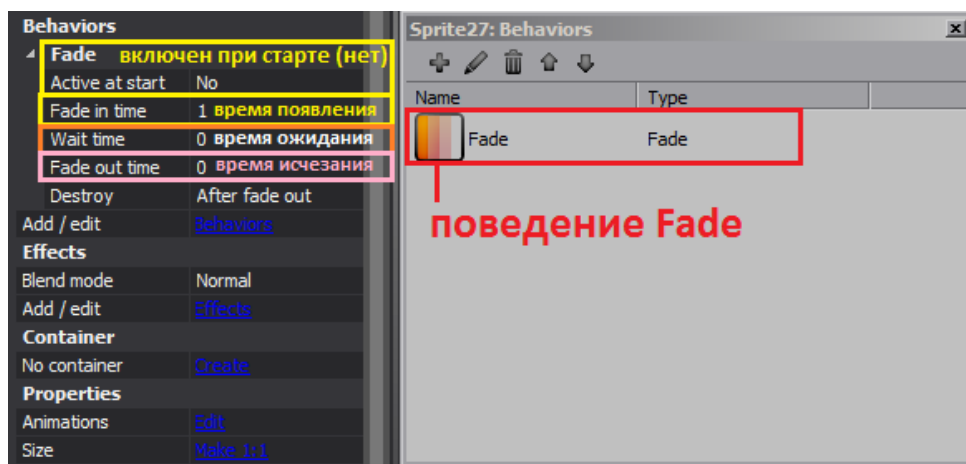 Behaviors
Fade включен при старте (нет)
Active at start No
Fade in time 1 время появления
Wait time 0 время ожидания
Fade out time 0 время исчезания
Destroy After fade out
Add / edit Behaviors
Effects
Blend mode Normal
Add / edit Effects
Container
No container Create
Properties
Animations Edit
Size Make 1:1
Sprite27: Behaviors
Name Type
Fade Fade
поведение Fade